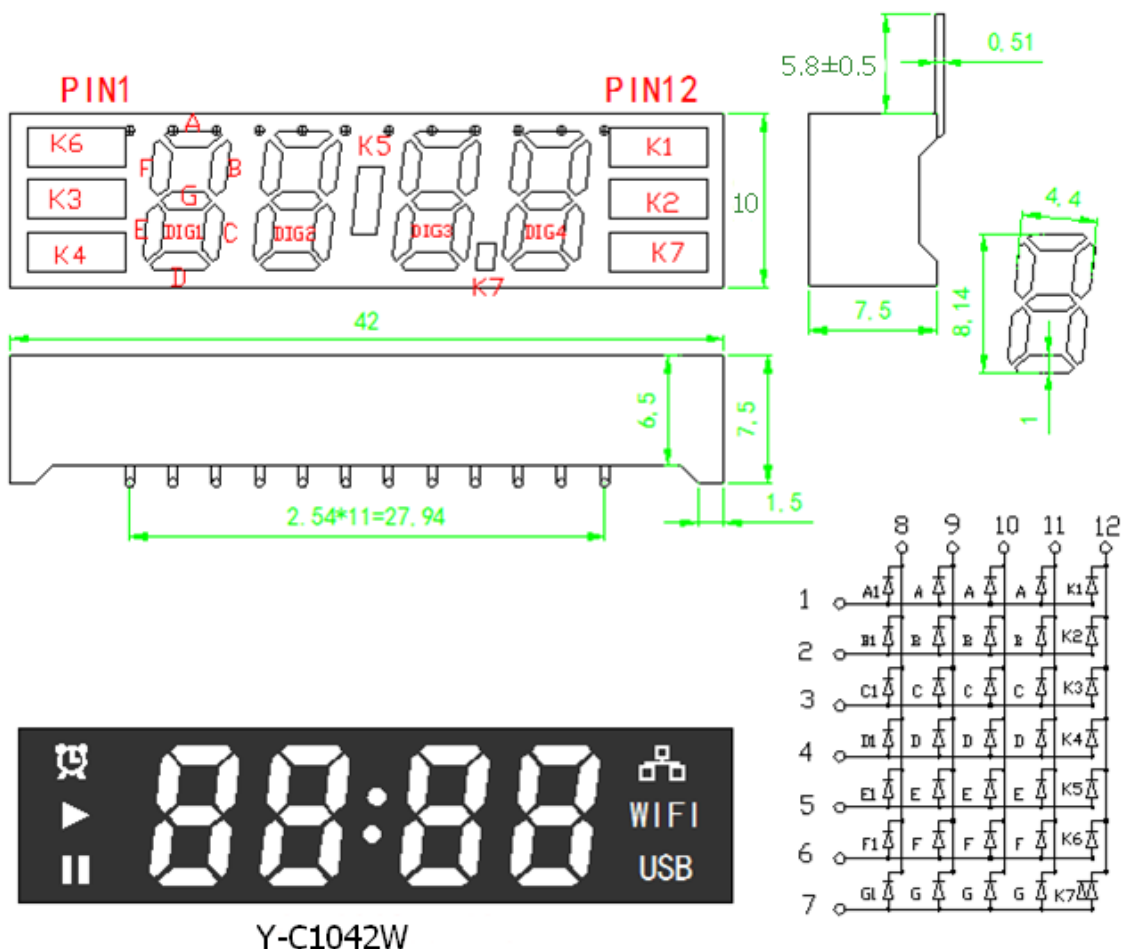 PIN1
PIN12
5.8±0.5
0.51
A
K6
K5
K1
F
B
K3
G
K2
10
E
DIG1
C
DIG2
DIG3
DIG4
K4
K7
D
K7
4.4
8.14
1
7.5
42
6.5
7.5
2.54*11=27.94
1.5
8 9 10 11 12
1 A1 A A A K1
2 B1 B B B K2
3 C1 C C C K3
4 D1 D D D K4
5 E1 E E E K5
6 F1 F F F K6
7 G1 G G G K7
88:88
WIFI
USB
Y-C1042W